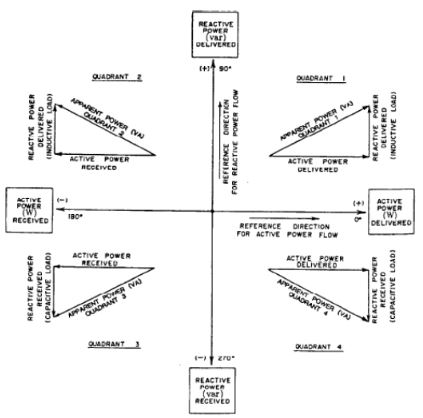 REACTIVE
POWER
(var)
DELIVERED
(+) 90°
QUADRANT 2
QUADRANT 1
REACTIVE POWER
DELIVERED
(INDUCTIVE LOAD)
APPARENT POWER (VA)
QUADRANT 2
ACTIVE POWER
RECEIVED
REFERENCE DIRECTION
FOR REACTIVE POWER FLOW
APPARENT POWER (VA)
QUADRANT 1
ACTIVE POWER
DELIVERED
REACTIVE POWER
DELIVERED
(INDUCTIVE LOAD)
ACTIVE
POWER
(W)
RECEIVED
(-)
180°
(+)
0°
REFERENCE DIRECTION
FOR ACTIVE POWER FLOW
ACTIVE
POWER
(W)
DELIVERED
REACTIVE POWER
RECEIVED
(CAPACITIVE LOAD)
ACTIVE POWER
RECEIVED
APPARENT POWER (VA)
QUADRANT 3
ACTIVE POWER
DELIVERED
APPARENT POWER (VA)
QUADRANT 4
REACTIVE POWER
RECEIVED
(CAPACITIVE LOAD)
QUADRANT 3
QUADRANT 4
(-) 270°
REACTIVE
POWER
(var)
RECEIVED